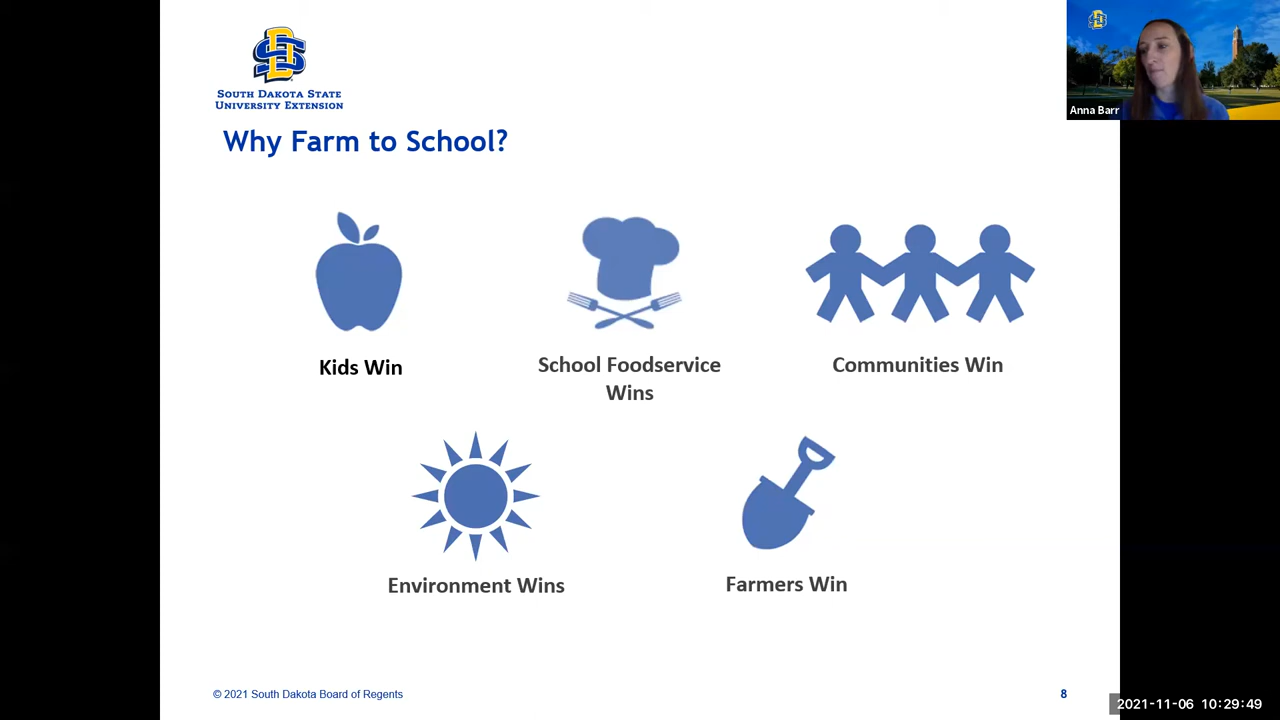 SOUTH DAKOTA STATE
UNIVERSITY EXTENSION
Anna Barr
Why Farm to School?
Kids Win
School Foodservice
Wins
Communities Win
Environment Wins
Farmers Win
© 2021 South Dakota Board of Regents
8
2021-11-06 10:29:49